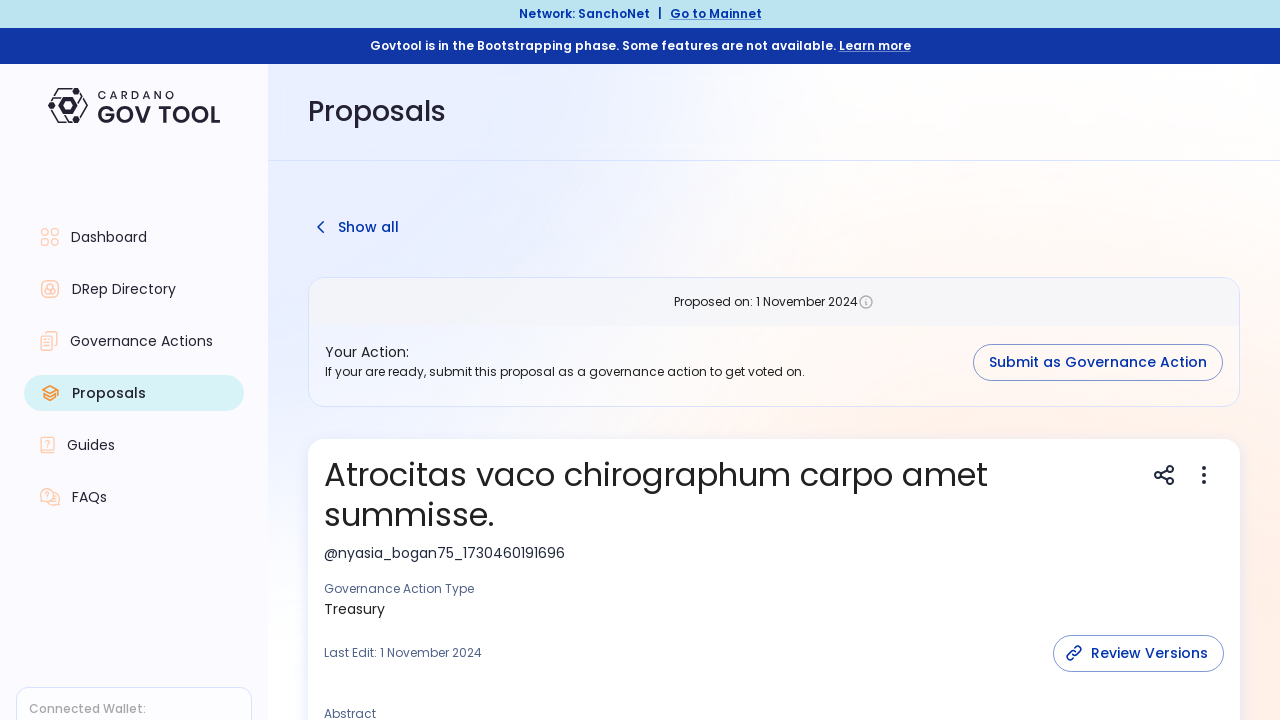 Network: SanchoNet | Go to Mainnet
Govtool is in the Bootstrapping phase. Some features are not available. Learn more
CARDANO
GOV TOOL
Proposals
Dashboard
DRep Directory
Governance Actions
Proposals
Guides
FAQs
Connected Wallet:
Show all
Proposed on: 1 November 2024
Your Action:
If your are ready, submit this proposal as a governance action to get voted on.
Submit as Governance Action
Atrocitas vaco chirographum carpo amet
summisse.
@nyasia_bogan75_1730460191696
Governance Action Type
Treasury
Last Edit: 1 November 2024
Review Versions
Abstract